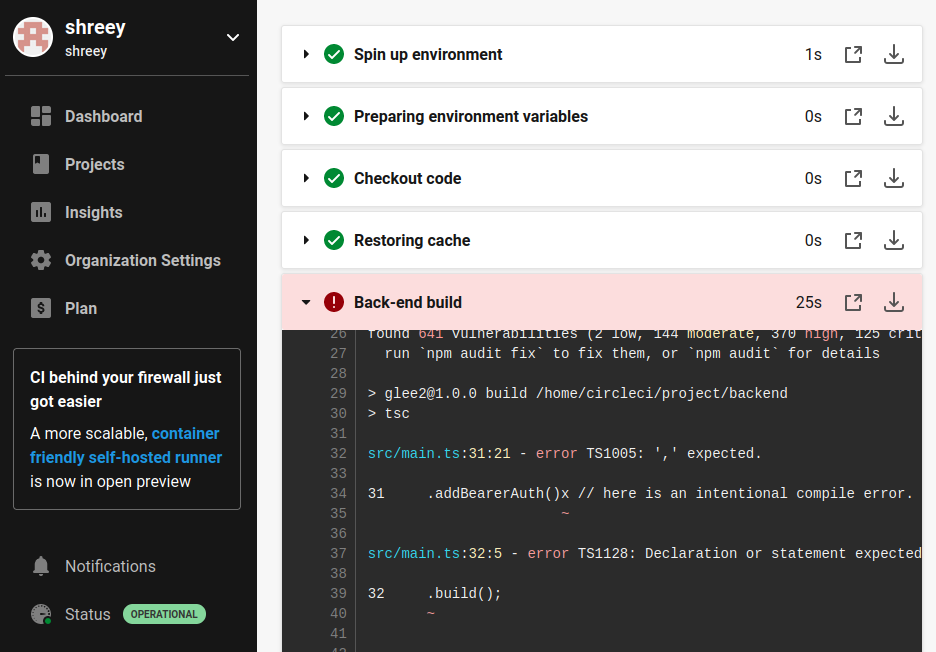 shreey
shreey
Dashboard
Projects
Insights
Organization Settings
Plan
CI behind your firewall just
got easier
A more scalable, container
friendly self-hosted runner
is now in open preview
Notifications
Status OPERATIONAL
Spin up environment 1s
Preparing environment variables 0s
Checkout code 0s
Restoring cache 0s
Back-end build 25s
26 found 641 vulnerabilities (2 low, 144 moderate, 370 high, 125 crit
27 run `npm audit fix` to fix them, or `npm audit` for details
28
29 > glee2@1.0.0 build /home/circleci/project/backend
30 > tsc
31
32 src/main.ts:31:21 - error TS1005: ',' expected.
33
34 31 .addBearerAuth()x // here is an intentional compile error.
35 ~
36
37 src/main.ts:32:5 - error TS1128: Declaration or statement expected
38
39 32 .build();
40 ~
41